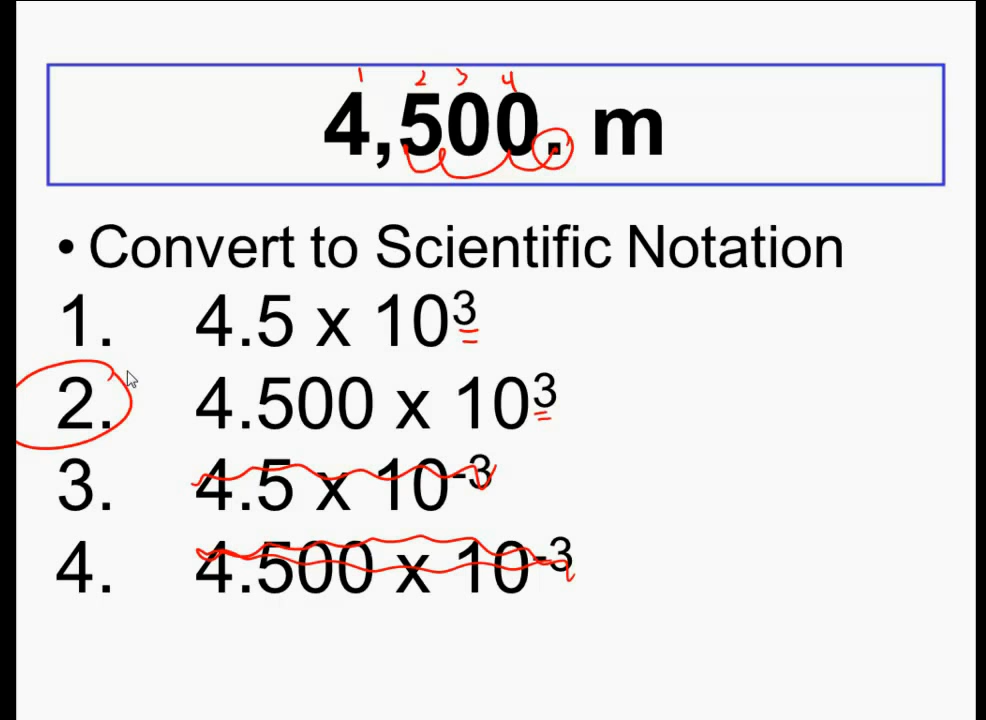 1 2 3 4
4,500. m
• Convert to Scientific Notation
1. 4.5 x 10³
2. 4.500 x 10³
3. 4.5 x 10⁻³
4. 4.500 x 10⁻³